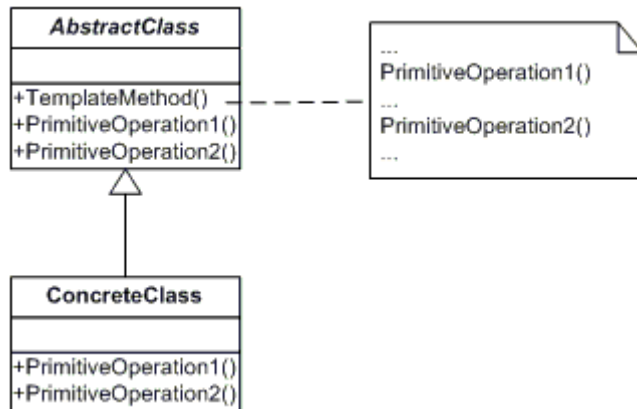 AbstractClass
+TemplateMethod()
+PrimitiveOperation1()
+PrimitiveOperation2()
...
PrimitiveOperation1()
...
PrimitiveOperation2()
...
ConcreteClass
+PrimitiveOperation1()
+PrimitiveOperation2()